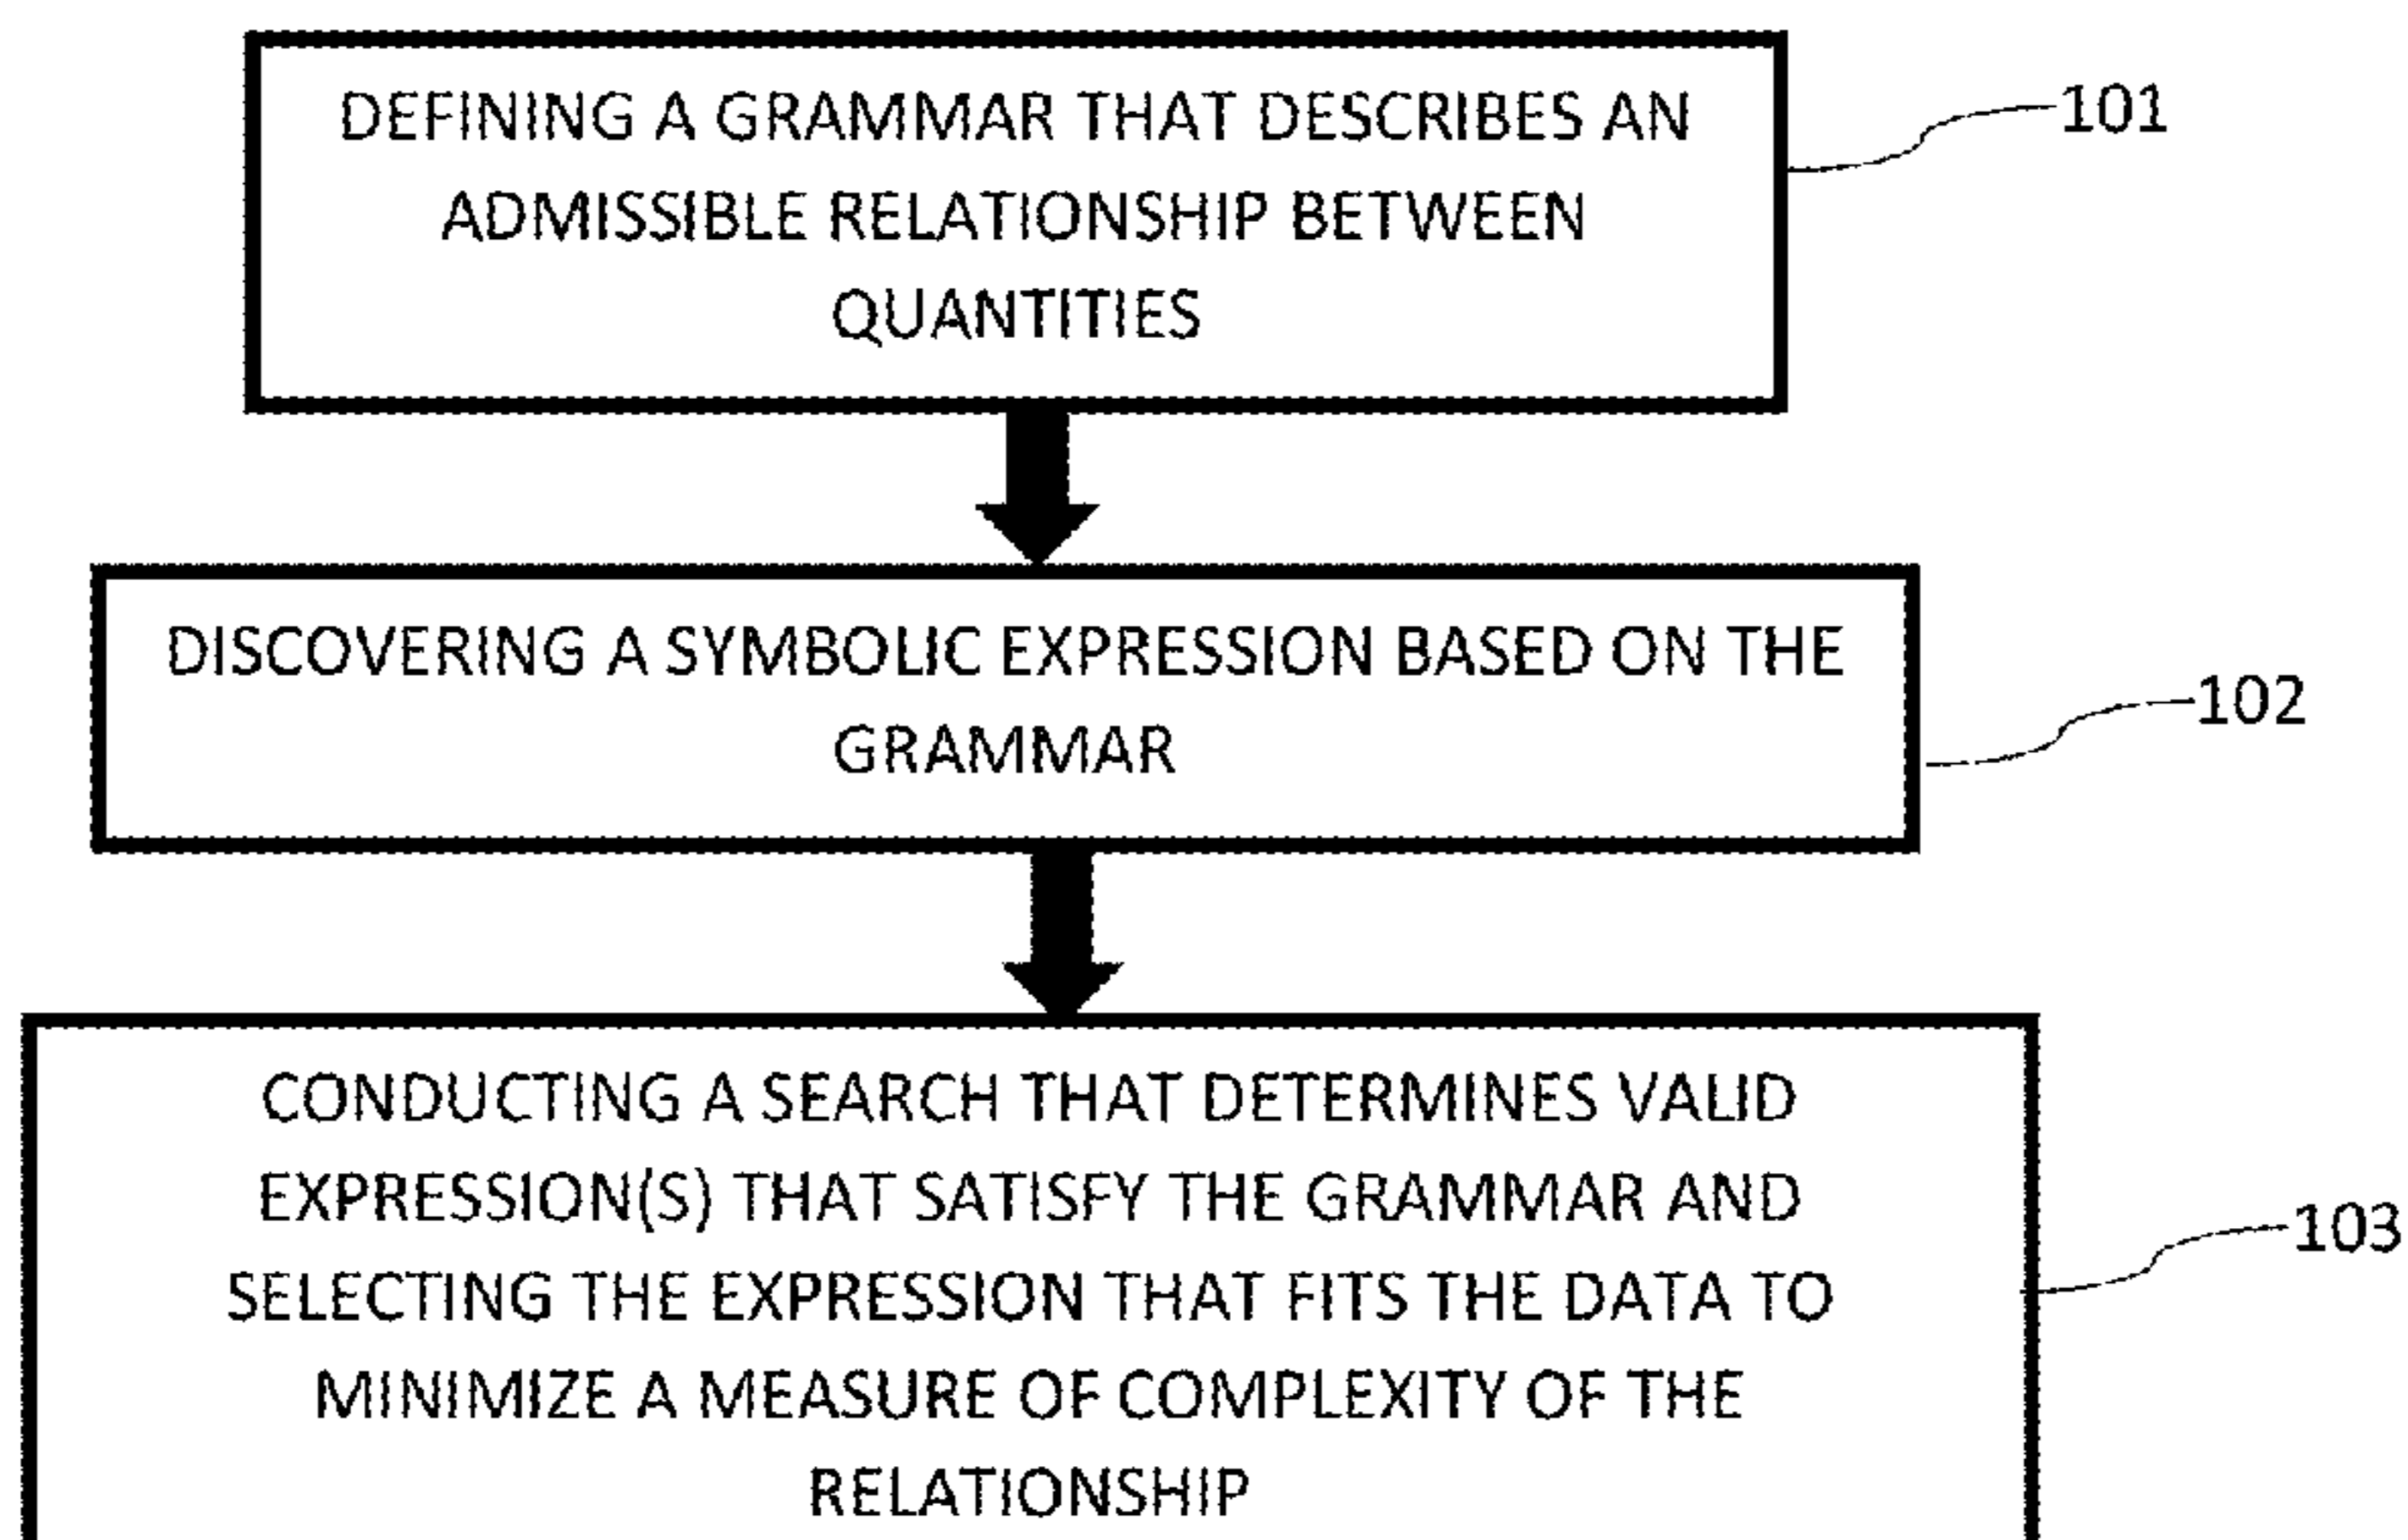 DEFINING A GRAMMAR THAT DESCRIBES AN
ADMISSIBLE RELATIONSHIP BETWEEN
QUANTITIES
101
DISCOVERING A SYMBOLIC EXPRESSION BASED ON THE
GRAMMAR
102
CONDUCTING A SEARCH THAT DETERMINES VALID
EXPRESSION(S) THAT SATISFY THE GRAMMAR AND
SELECTING THE EXPRESSION THAT FITS THE DATA TO
MINIMIZE A MEASURE OF COMPLEXITY OF THE
RELATIONSHIP
103